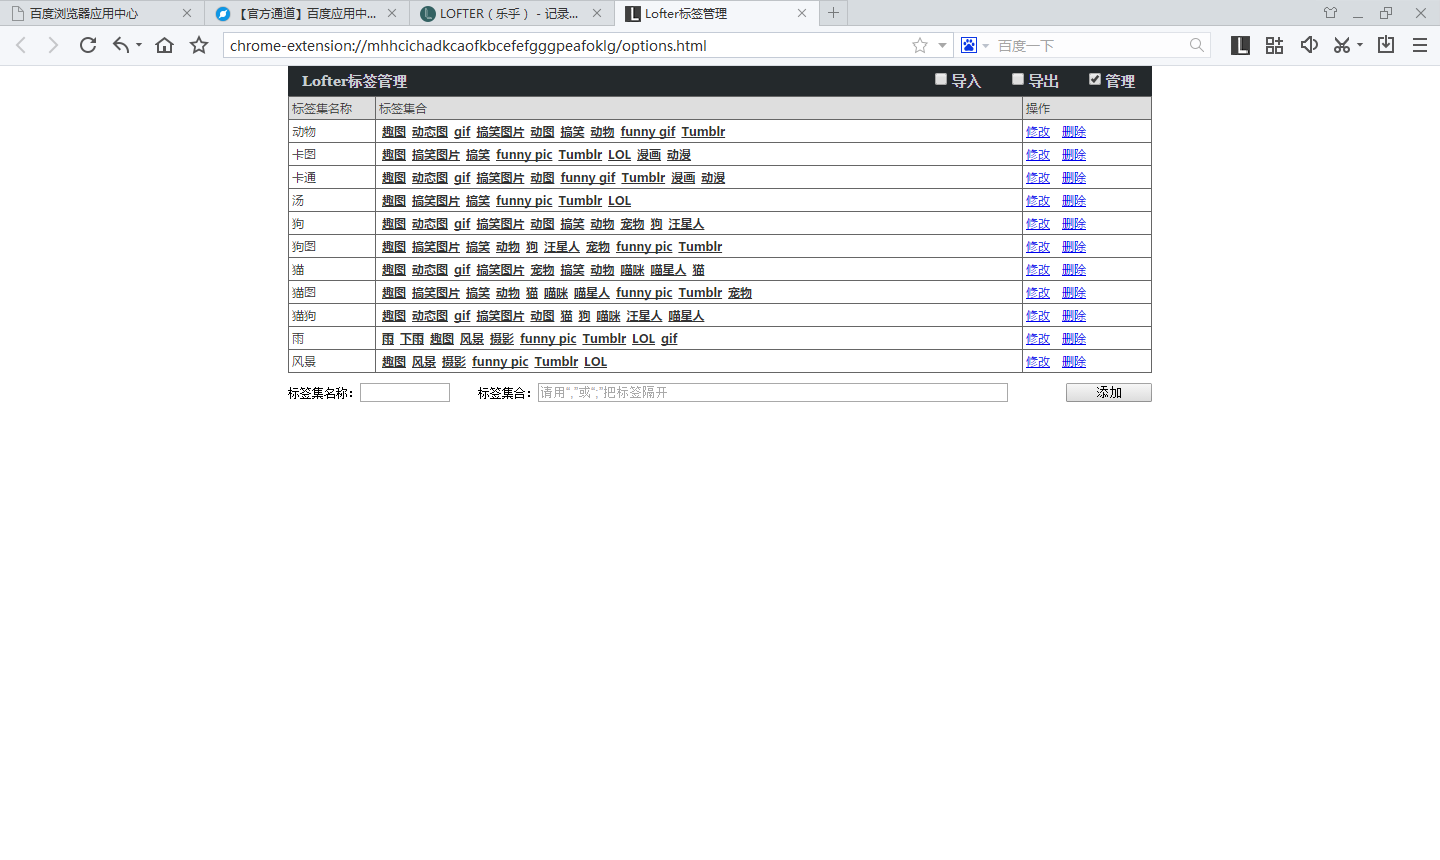 百度浏览器应用中心 【官方通道】百度应用中... LOFTER（乐乎） - 记录... Lofter标签管理
chrome-extension://mhhcichadkcaofkbcefefgggpeafoklg/options.html 百度一下
Lofter标签管理 导入 导出 管理
标签集名称 标签集合 操作
动物 趣图 动态图 gif 搞笑图片 动图 搞笑 动物 funny gif Tumblr 修改 删除
卡图 趣图 搞笑图片 搞笑 funny pic Tumblr LOL 漫画 动漫 修改 删除
卡通 趣图 动态图 gif 搞笑图片 动图 funny gif Tumblr 漫画 动漫 修改 删除
汤 趣图 搞笑图片 搞笑 funny pic Tumblr LOL 修改 删除
狗 趣图 动态图 gif 搞笑图片 动图 搞笑 动物 宠物 狗 汪星人 修改 删除
狗图 趣图 搞笑图片 搞笑 动物 狗 汪星人 宠物 funny pic Tumblr 修改 删除
猫 趣图 动态图 gif 搞笑图片 宠物 搞笑 动物 喵咪 喵星人 猫 修改 删除
猫图 趣图 搞笑图片 搞笑 动物 猫 喵咪 喵星人 funny pic Tumblr 宠物 修改 删除
猫狗 趣图 动态图 gif 搞笑图片 动图 猫 狗 喵咪 汪星人 喵星人 修改 删除
雨 雨 下雨 趣图 风景 摄影 funny pic Tumblr LOL gif 修改 删除
风景 趣图 风景 摄影 funny pic Tumblr LOL 修改 删除
标签集名称： 标签集合： 请用“,”或“;”把标签隔开 添加